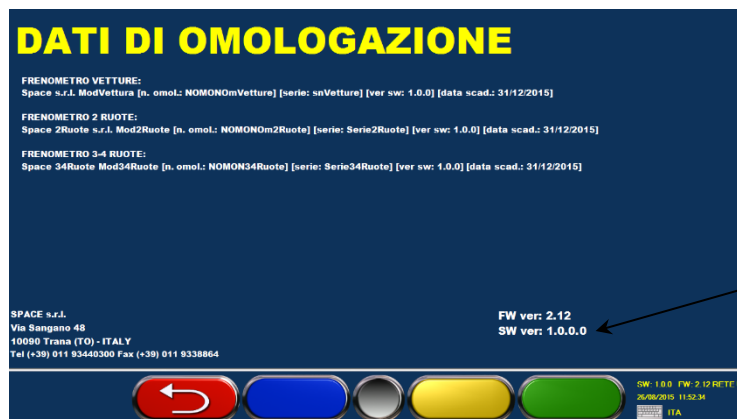 DATI DI OMOLOGAZIONE
FRENOMETRO VETTURE:
Space s.r.l. ModVettura [n. omol.: NOMONOmVetture] [serie: snVetture] [ver sw: 1.0.0] [data scad.: 31/12/2015]
FRENOMETRO 2 RUOTE:
Space 2Ruote s.r.l. Mod2Ruote [n. omol.: NOMONOm2Ruote] [serie: Serie2Ruote] [ver sw: 1.0.0] [data scad.: 31/12/2015]
FRENOMETRO 3-4 RUOTE:
Space 34Ruote Mod34Ruote [n. omol.: NOMON34Ruote] [serie: Serie34Ruote] [ver sw: 1.0.0] [data scad.: 31/12/2015]
SPACE s.r.l.
Via Sangano 48
10090 Trana (TO) - ITALY
Tel (+39) 011 93440300 Fax (+39) 011 9338864
FW ver: 2.12
SW ver: 1.0.0.0
SW: 1.0.0 FW: 2.12 RETE
26/08/2015 11:52:34
ITA